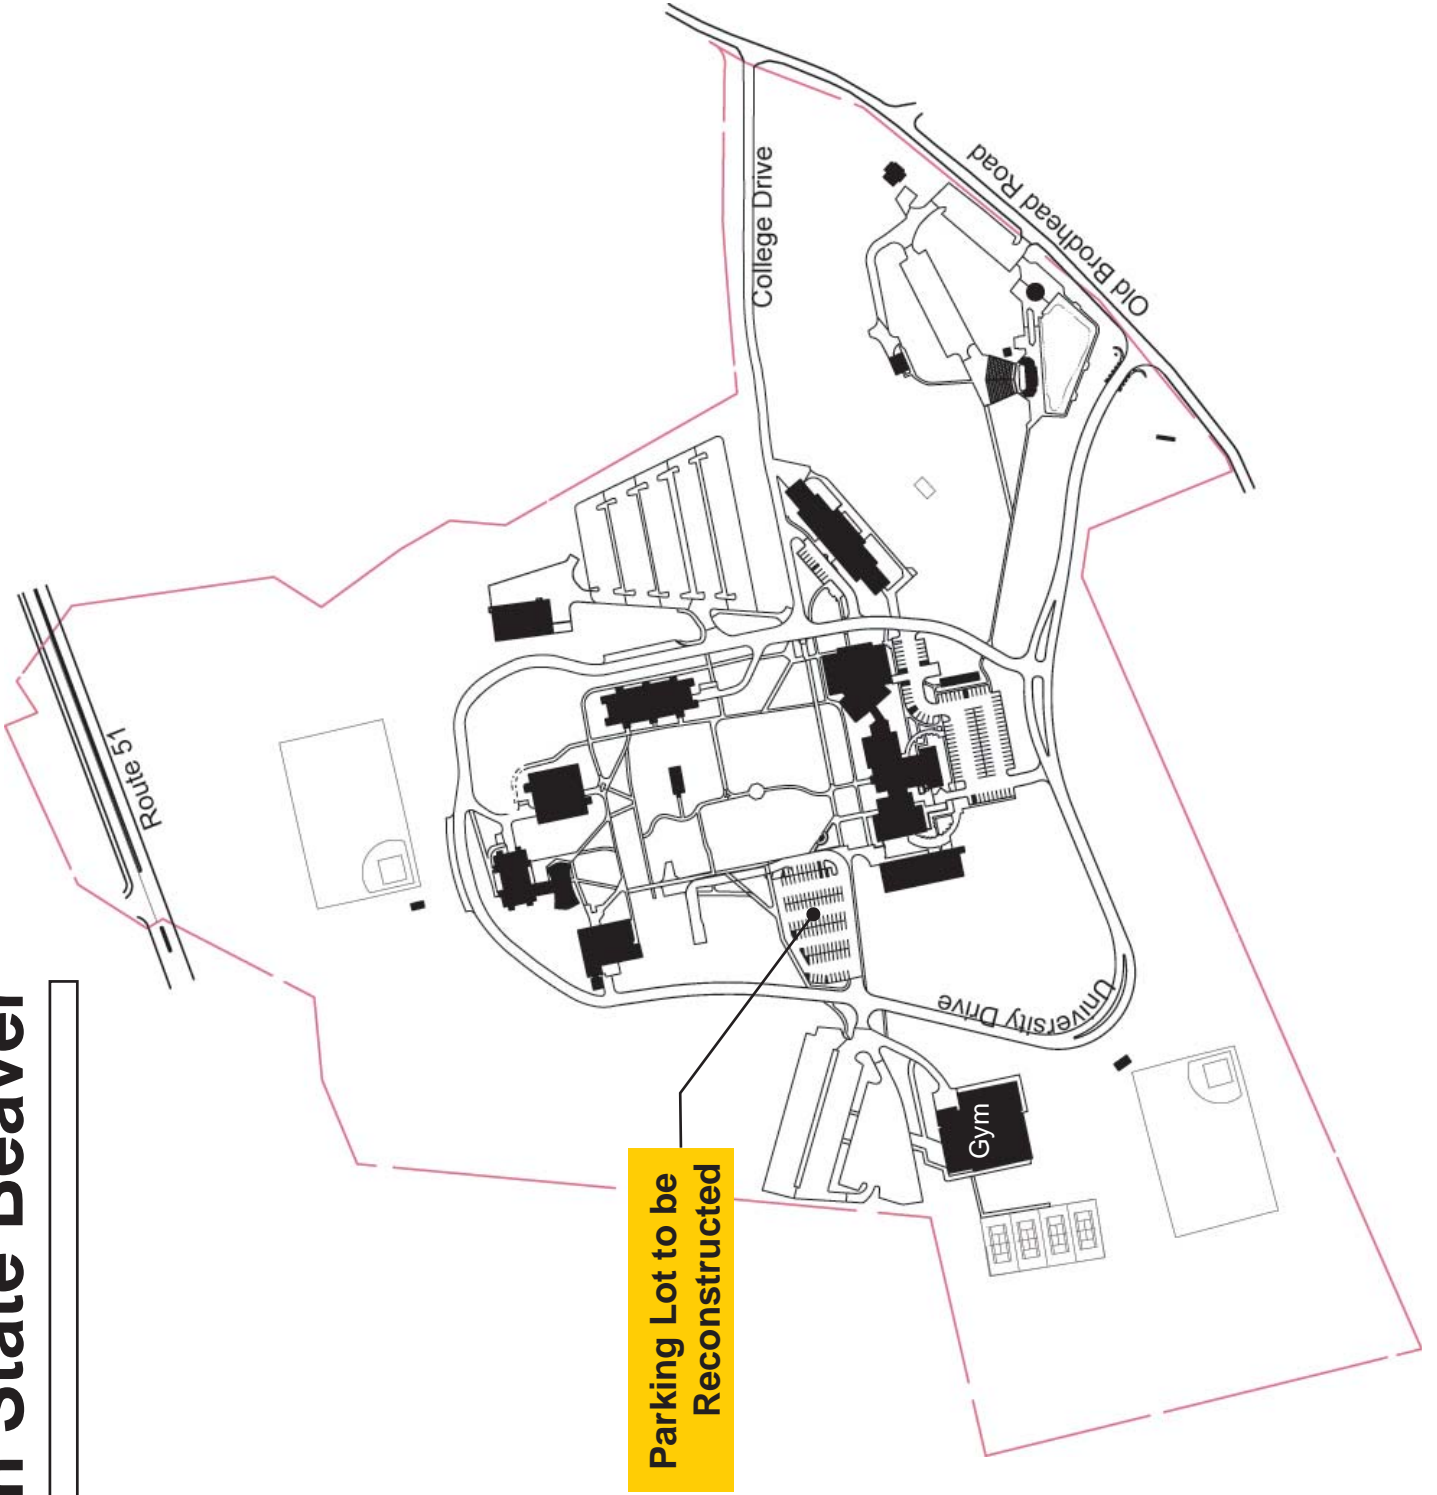 State Beaver
Route 51
College Drive
Old Brodhead Road
University Drive
Gym
Parking Lot to be
Reconstructed